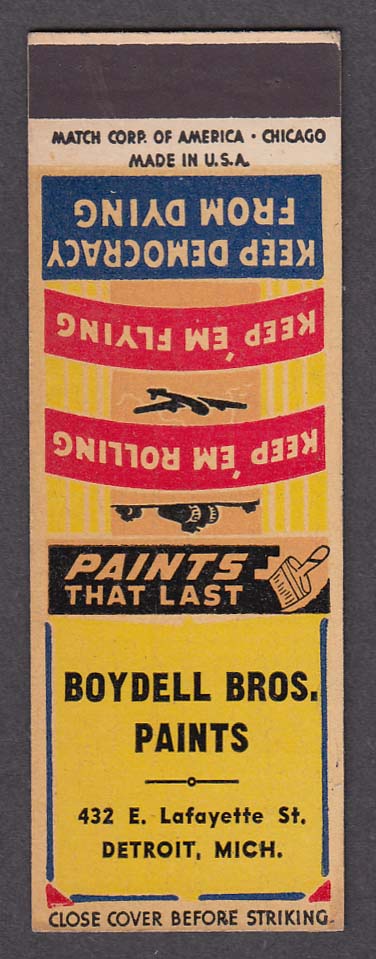 MATCH CORP. OF AMERICA • CHICAGO
MADE IN U.S.A.
KEEP 'EM ROLLING
KEEP 'EM FLYING
KEEP DEMOCRACY
FROM DYING
PAINTS
THAT LAST
BOYDELL BROS.
PAINTS
432 E. Lafayette St.
DETROIT, MICH.
CLOSE COVER BEFORE STRIKING